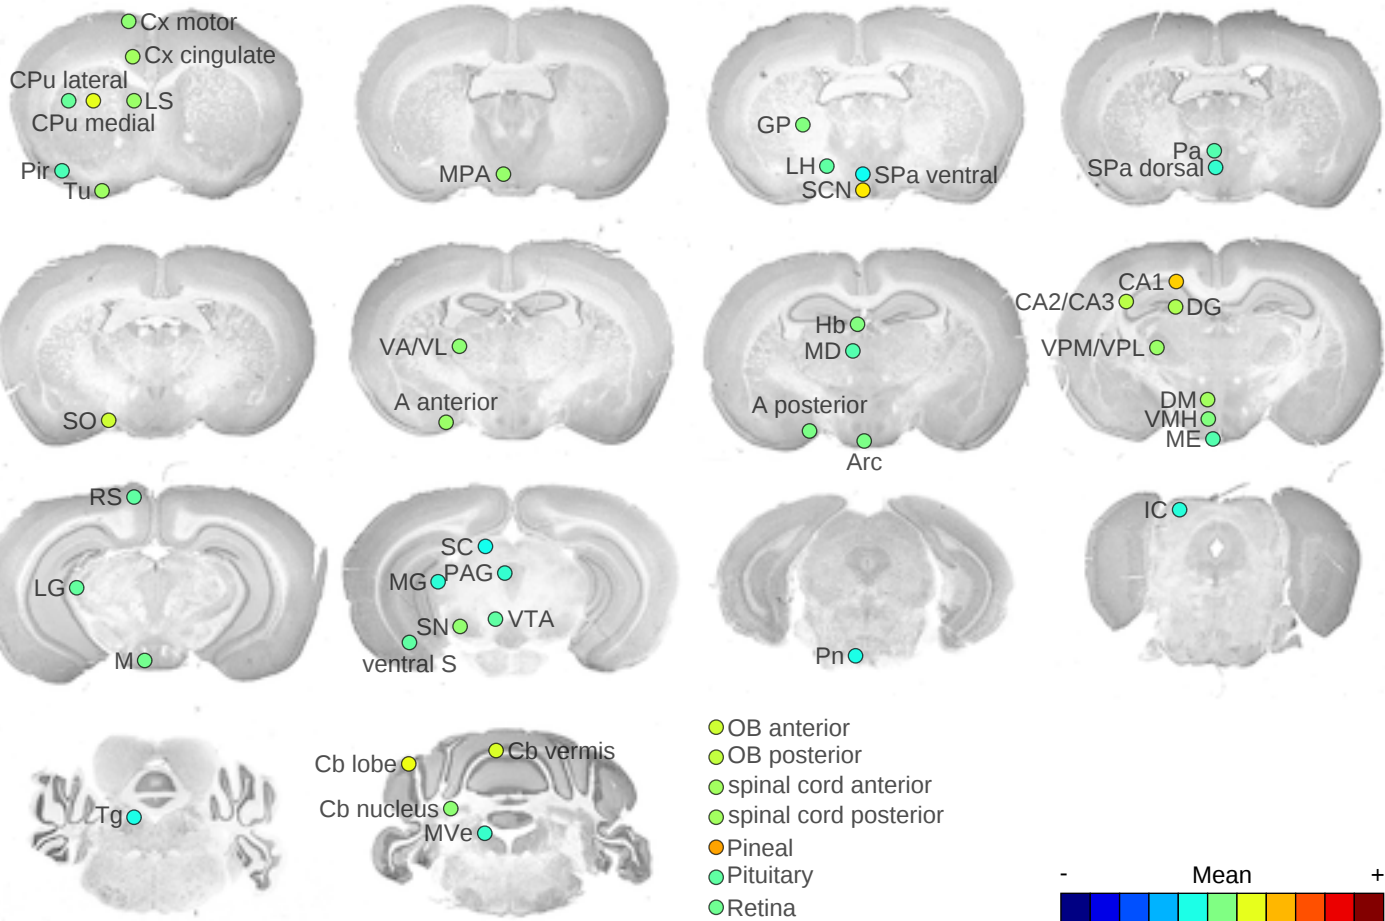 Cx motor
Cx cingulate
CPu lateral
LS
CPu medial
Pir
Tu
MPA
GP
LH
SPa ventral
SCN
Pa
SPa dorsal
SO
VA/VL
A anterior
Hb
MD
A posterior
Arc
CA1
CA2/CA3
DG
VPM/VPL
DM
VMH
ME
RS
LG
M
SC
MG
PAG
SN
VTA
ventral S
Pn
IC
Tg
Cb lobe
Cb vermis
Cb nucleus
MVe
OB anterior
OB posterior
spinal cord anterior
spinal cord posterior
Pineal
Pituitary
Retina
- Mean +